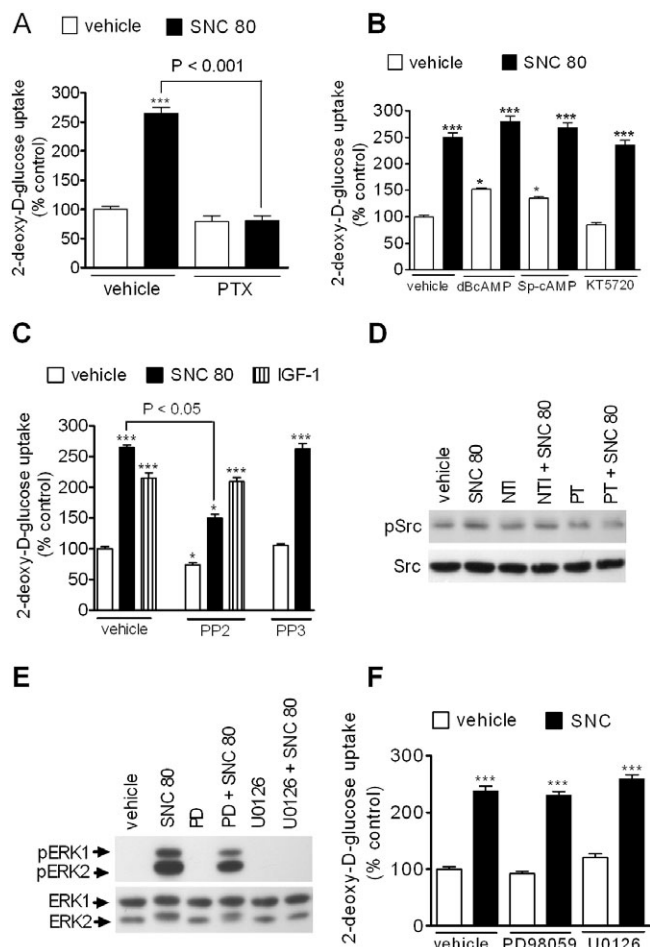 A
vehicle SNC 80
P < 0.001
***
2-deoxy-D-glucose uptake
(% control)
300
250
200
150
100
50
0
vehicle PTX
B
vehicle SNC 80
*** *** *** ***
* *
2-deoxy-D-glucose uptake
(% control)
300
250
200
150
100
50
0
vehicle dBcAMP Sp-cAMP KT5720
C
vehicle SNC 80 IGF-1
P < 0.05
*** *** * * *** ***
2-deoxy-D-glucose uptake
(% control)
300
250
200
150
100
50
0
vehicle PP2 PP3
D
vehicle
SNC 80
NTI
NTI + SNC 80
PT
PT + SNC 80
pSrc
Src
E
vehicle
SNC 80
PD
PD + SNC 80
U0126
U0126 + SNC 80
pERK1
pERK2
ERK1
ERK2
F
vehicle SNC
*** *** ***
2-deoxy-D-glucose uptake
(% control)
300
200
100
0
vehicle PD98059 U0126